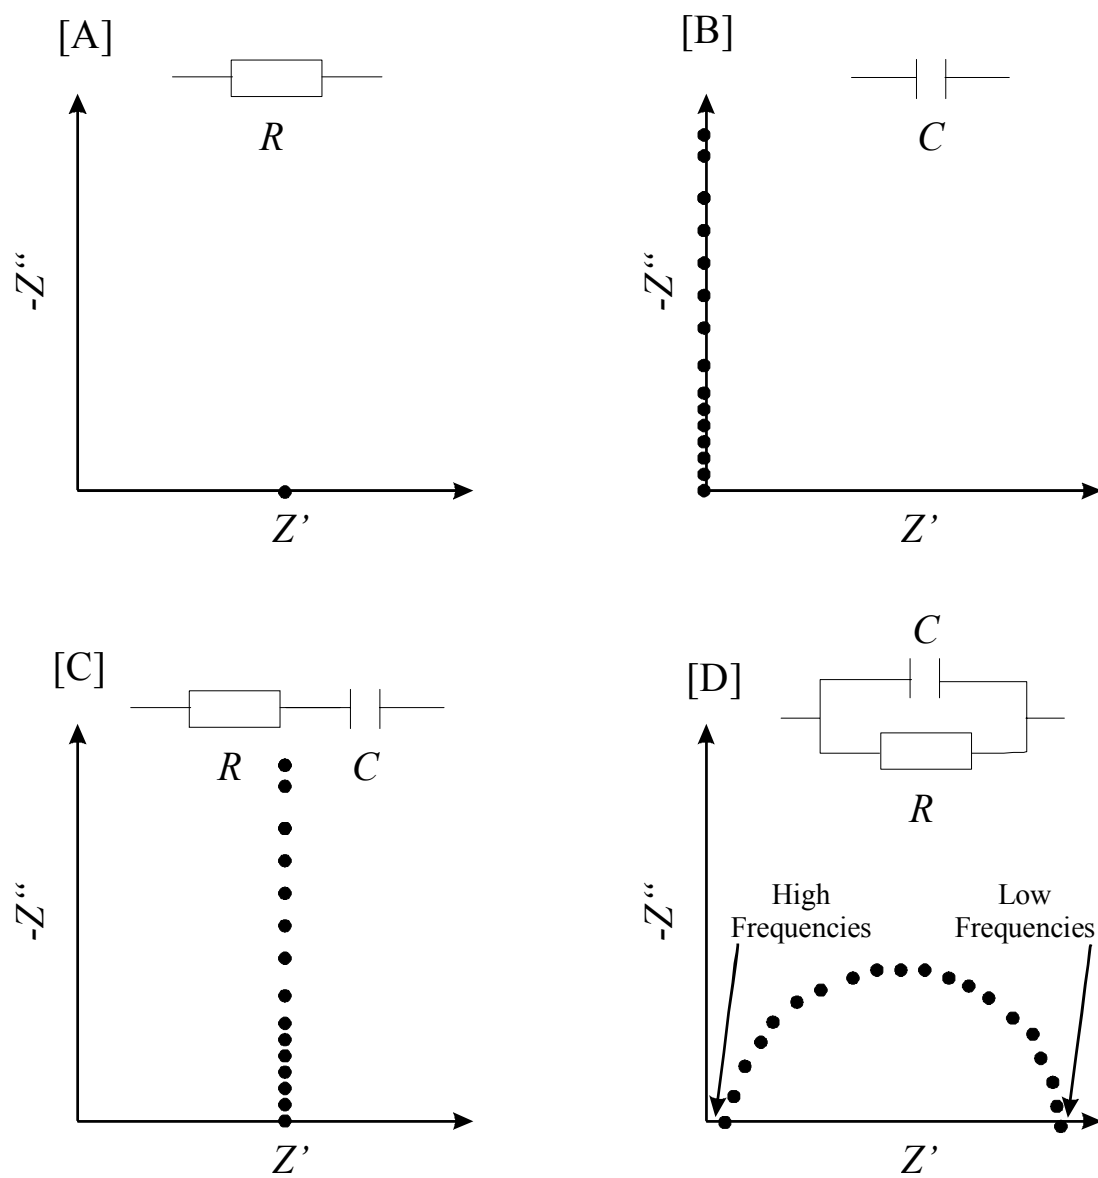 [A]
R
-Z“
Z’
[B]
C
-Z“
Z’
[C]
R
C
-Z“
Z’
[D]
C
R
-Z“
High
Frequencies
Low
Frequencies
Z’